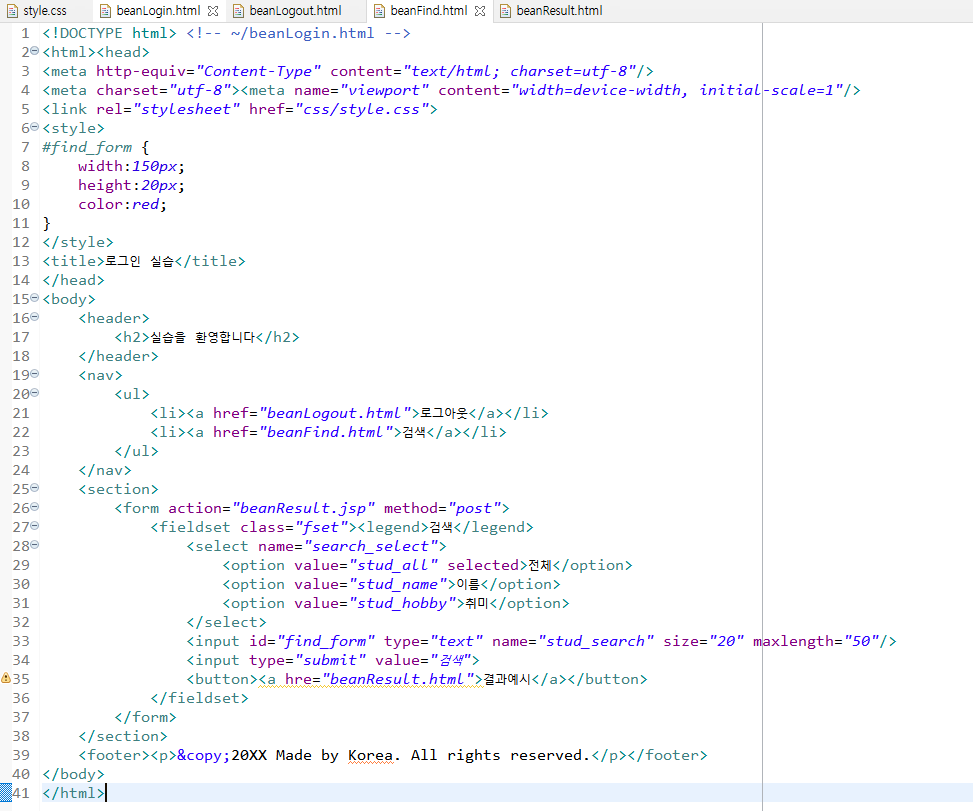 style.css beanLogin.html beanLogout.html beanFind.html beanResult.html
1 <!DOCTYPE html> <!-- ~/beanLogin.html -->
2 <html><head>
3 <meta http-equiv="Content-Type" content="text/html; charset=utf-8"/>
4 <meta charset="utf-8"><meta name="viewport" content="width=device-width, initial-scale=1"/>
5 <link rel="stylesheet" href="css/style.css">
6 <style>
7 #find_form {
8     width:150px;
9     height:20px;
10     color:red;
11 }
12 </style>
13 <title>로그인 실습</title>
14 </head>
15 <body>
16     <header>
17         <h2>실습을 환영합니다</h2>
18     </header>
19     <nav>
20         <ul>
21             <li><a href="beanLogout.html">로그아웃</a></li>
22             <li><a href="beanFind.html">검색</a></li>
23         </ul>
24     </nav>
25     <section>
26         <form action="beanResult.jsp" method="post">
27             <fieldset class="fset"><legend>검색</legend>
28                 <select name="search_select">
29                     <option value="stud_all" selected>전체</option>
30                     <option value="stud_name">이름</option>
31                     <option value="stud_hobby">취미</option>
32                 </select>
33                 <input id="find_form" type="text" name="stud_search" size="20" maxlength="50"/>
34                 <input type="submit" value="검색">
35                 <button><a hre="beanResult.html">결과예시</a></button>
36             </fieldset>
37         </form>
38     </section>
39     <footer><p>&copy;20XX Made by Korea. All rights reserved.</p></footer>
40 </body>
41 </html>